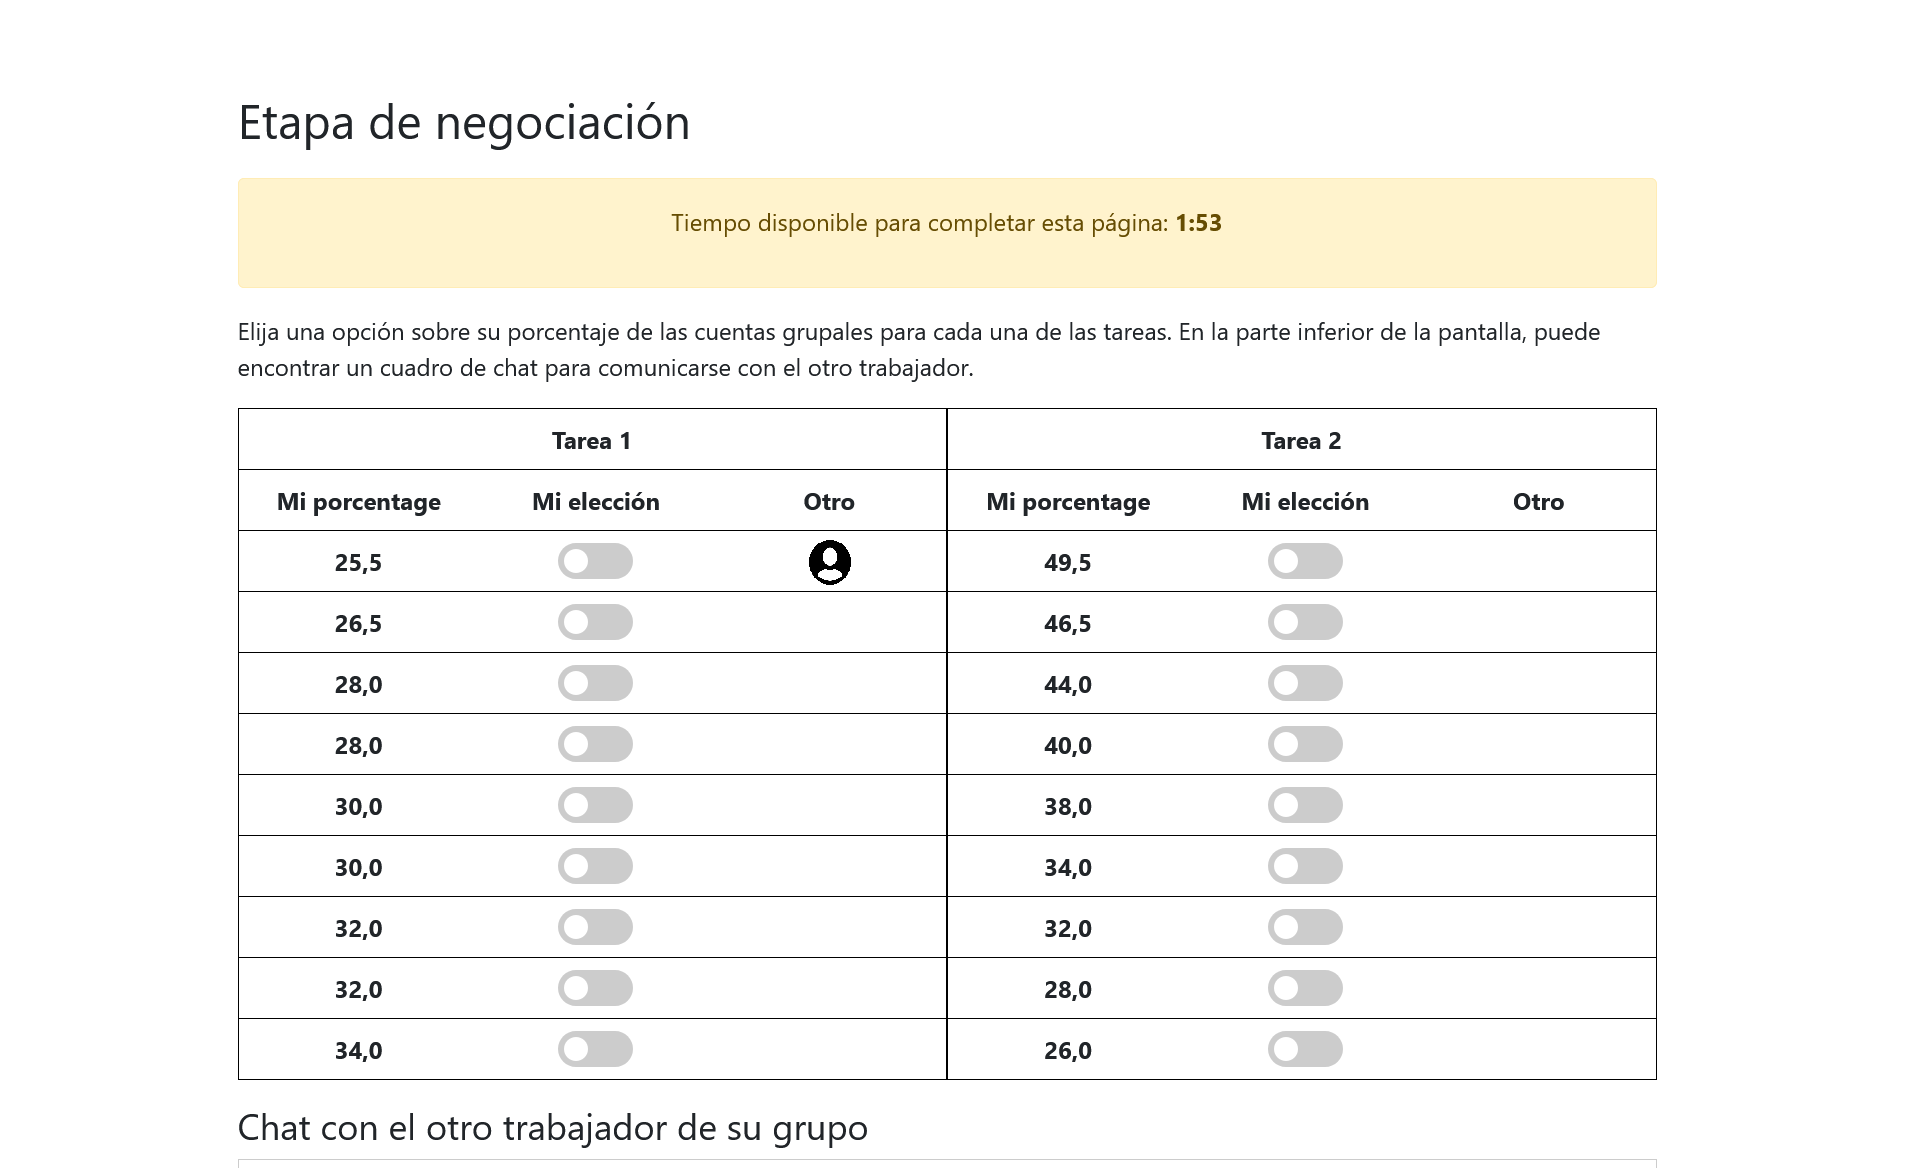 Etapa de negociación
Tiempo disponible para completar esta página: 1:53
Elija una opción sobre su porcentaje de las cuentas grupales para cada una de las tareas. En la parte inferior de la pantalla, puede
encontrar un cuadro de chat para comunicarse con el otro trabajador.
Tarea 1 Tarea 2
Mi porcentage Mi elección Otro Mi porcentage Mi elección Otro
25,5 49,5
26,5 46,5
28,0 44,0
28,0 40,0
30,0 38,0
30,0 34,0
32,0 32,0
32,0 28,0
34,0 26,0
Chat con el otro trabajador de su grupo